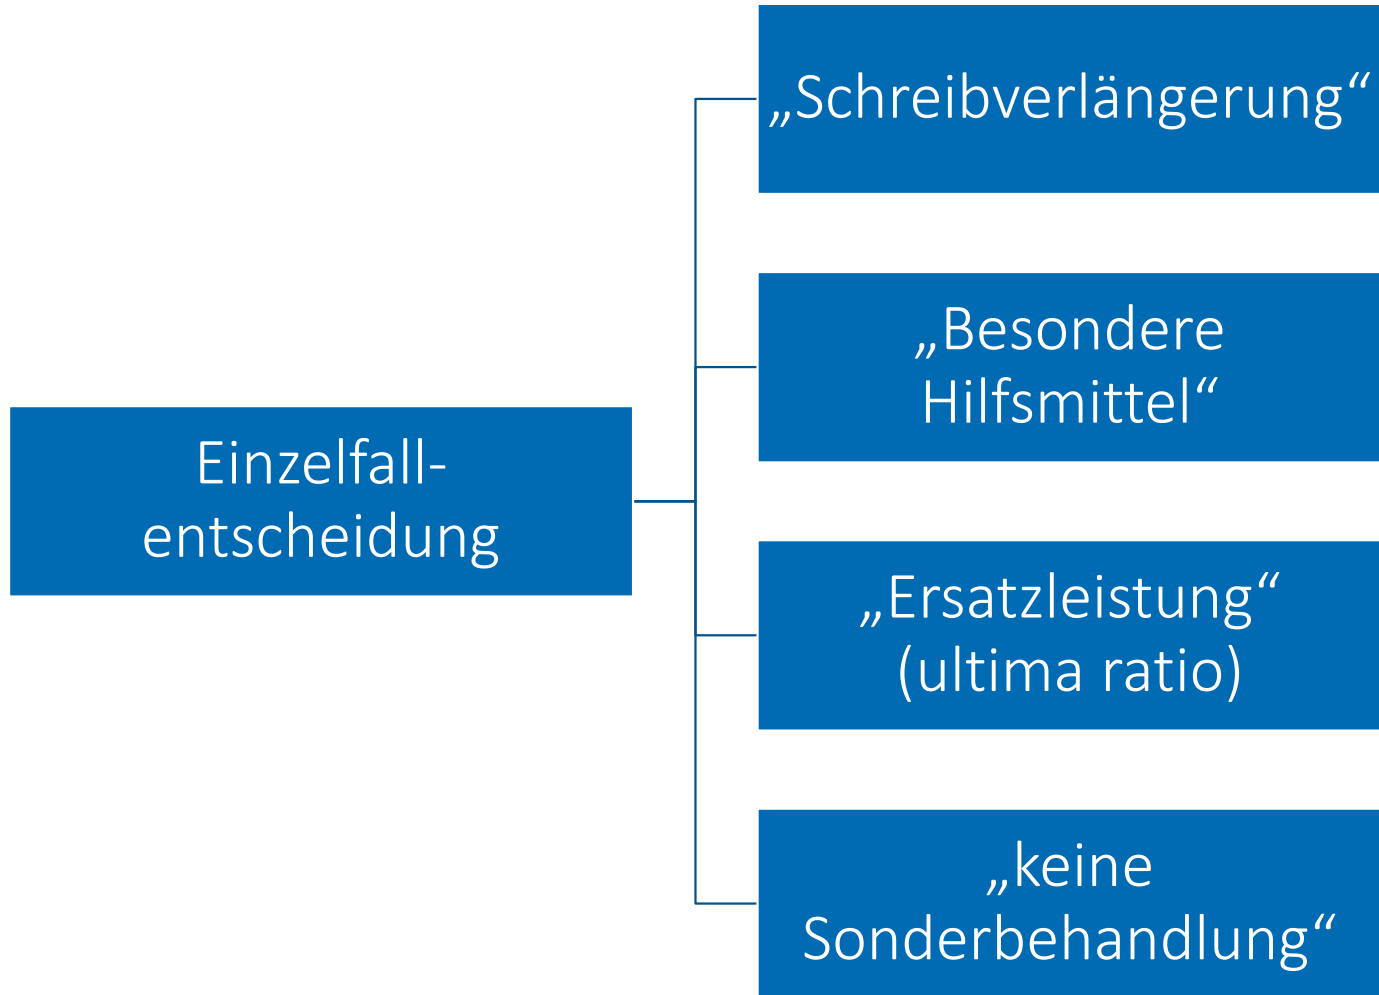 „Schreibverlängerung“
„Besondere
Hilfsmittel“
Einzelfall-
entscheidung
„Ersatzleistung“
(ultima ratio)
„keine
Sonderbehandlung“